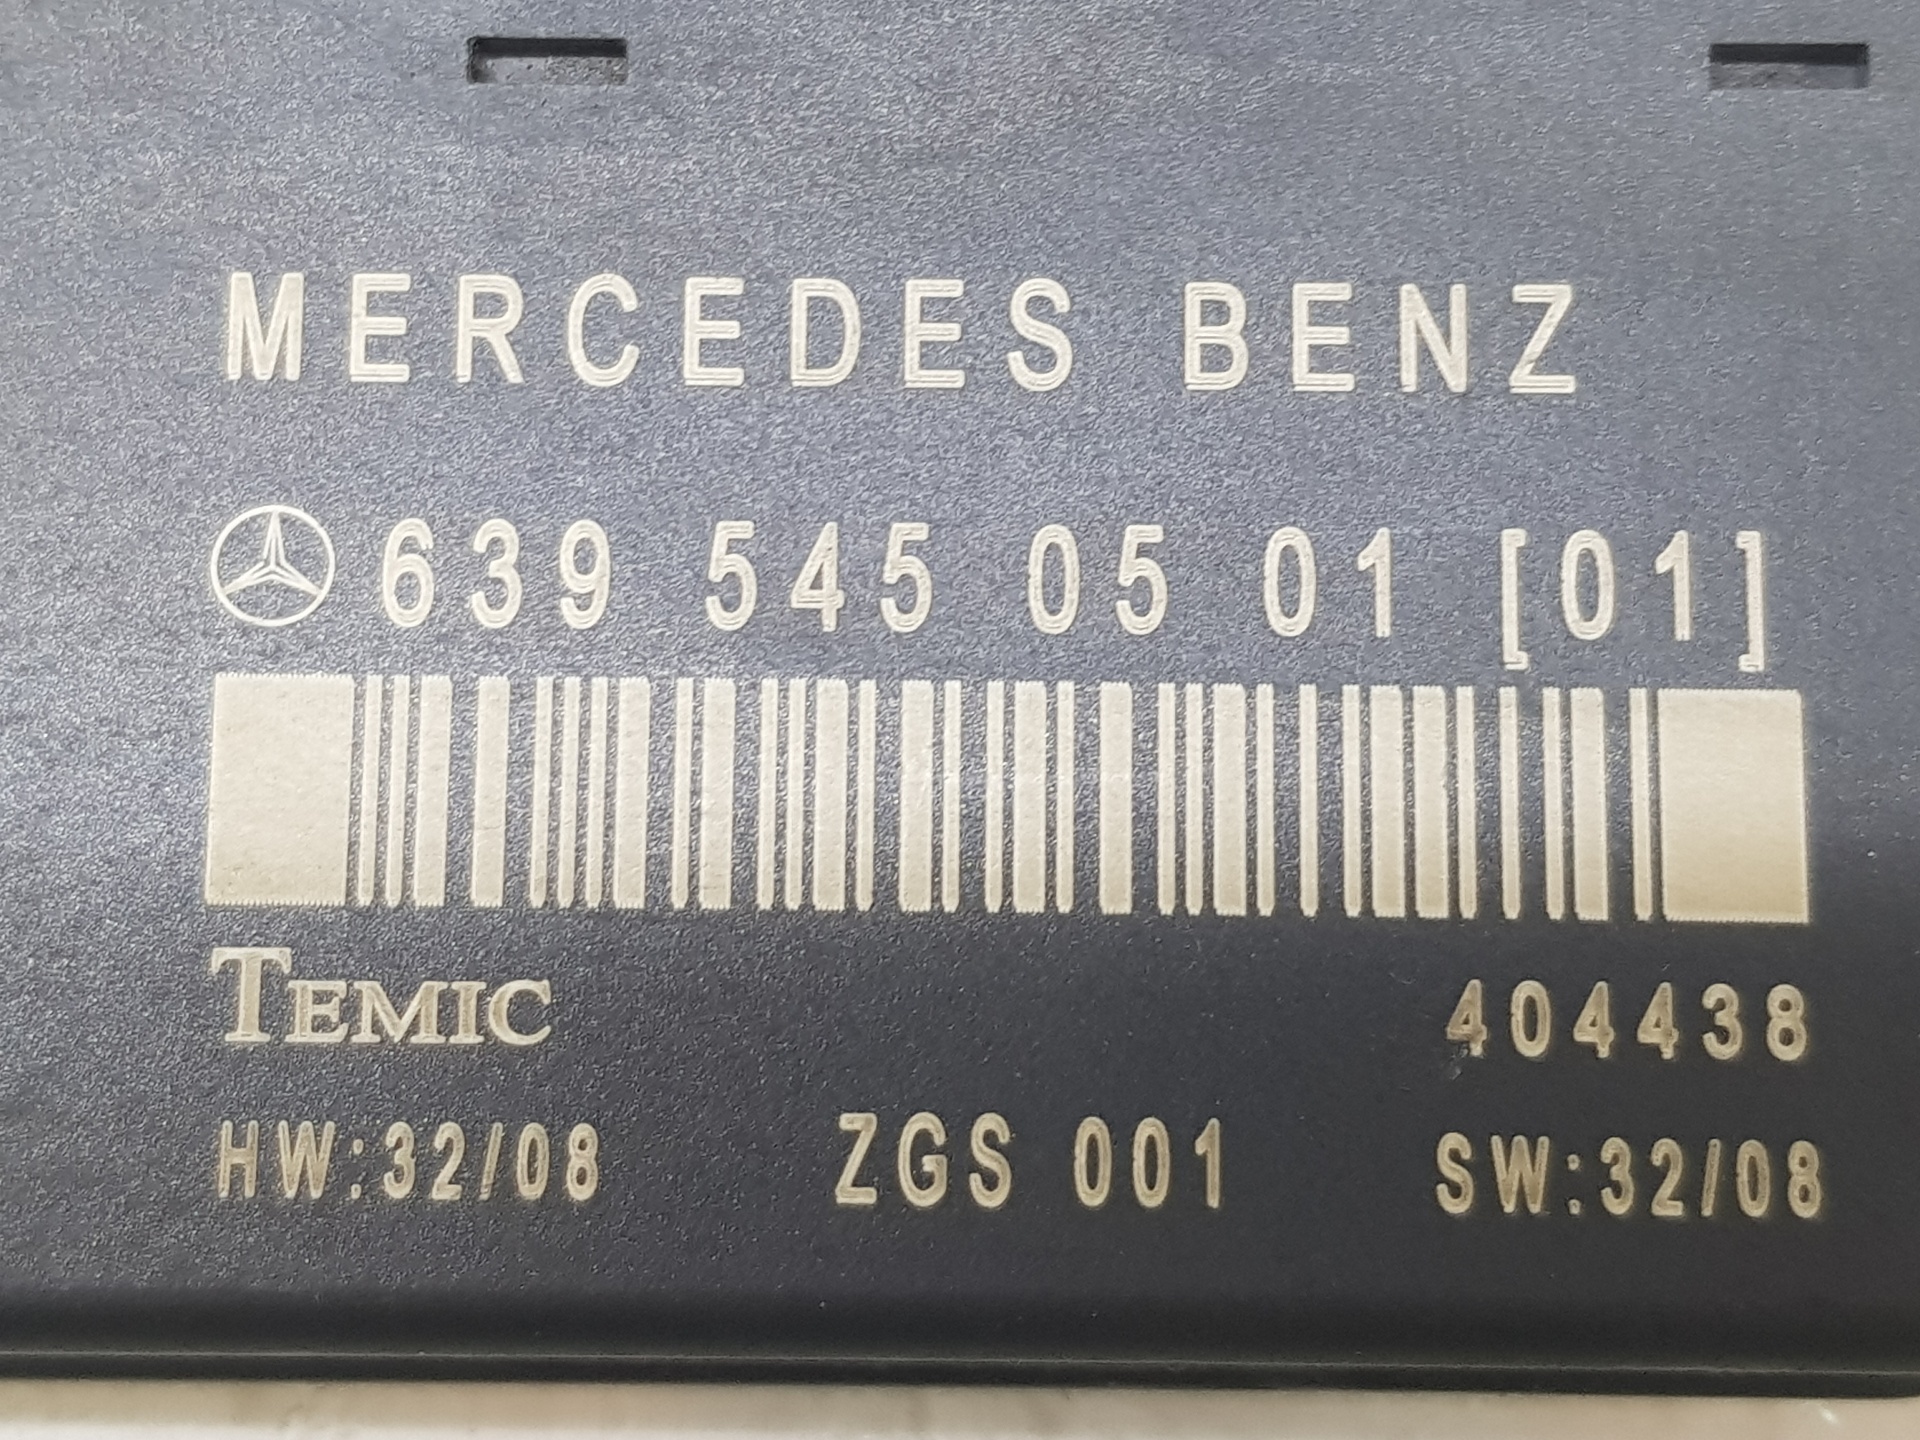 MERCEDES BENZ
639 545 05 01 [01]
TEMIC 404438
HW:32/08 ZGS 001 SW:32/08